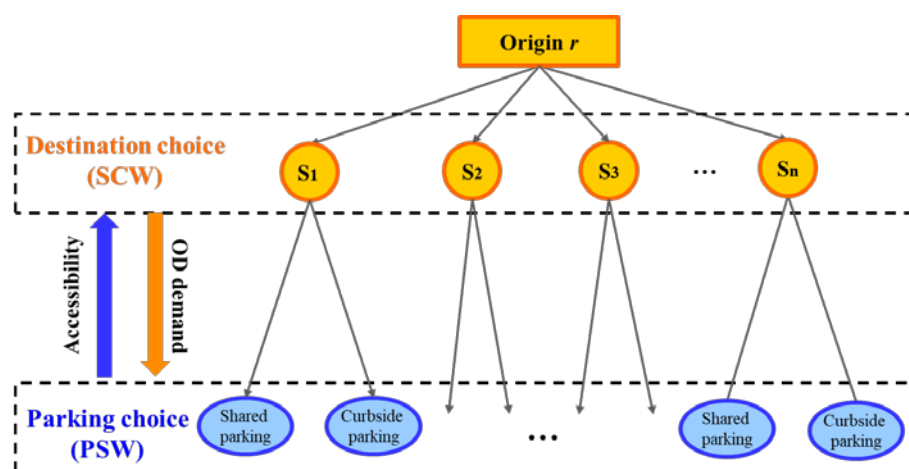 Origin r
Destination choice
(SCW)
S1
S2
S3
...
Sn
Accessibility
OD demand
Parking choice
(PSW)
Shared
parking
Curbside
parking
...
Shared
parking
Curbside
parking